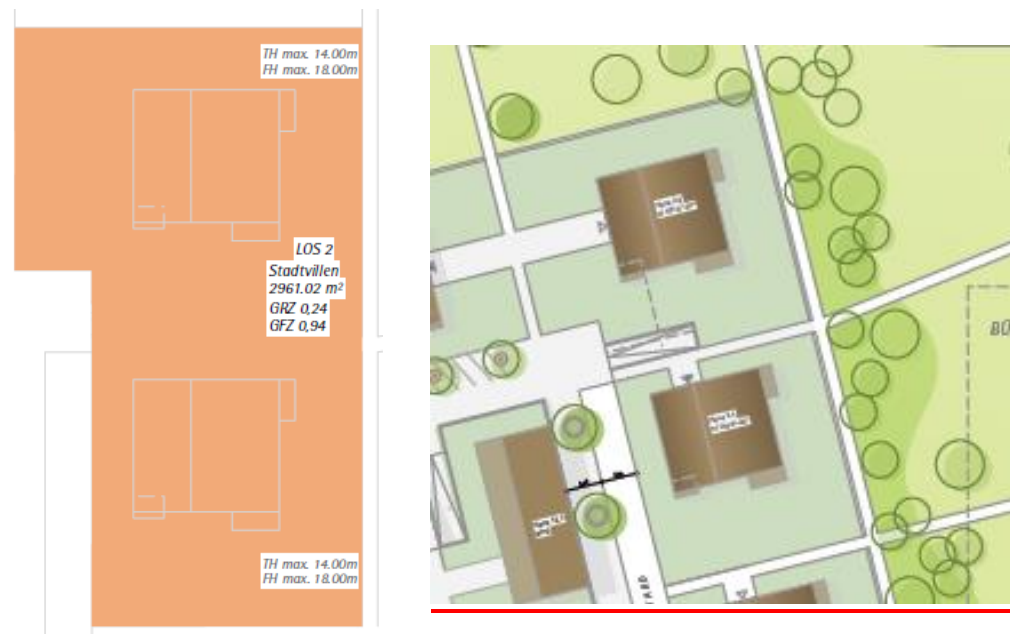 TH max. 14.00m
FH max. 18.00m
LOS 2
Stadtvillen
2961.02 m²
GRZ 0,24
GFZ 0,94
TH max. 14.00m
FH max. 18.00m
BÜ